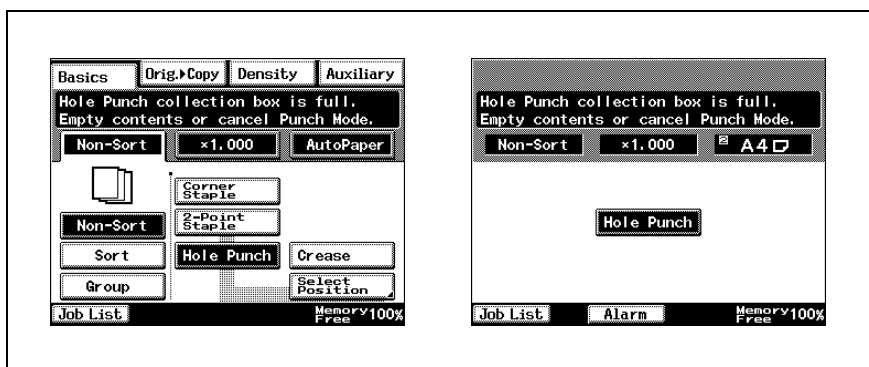 Basics Orig.▸Copy Density Auxiliary
Hole Punch collection box is full.
Empty contents or cancel Punch Mode.
Non-Sort ×1.000 AutoPaper
Corner
Staple
2-Point
Staple
Non-Sort
Sort Hole Punch Crease
Group Select
Position
Job List Memory
Free 100%
Hole Punch collection box is full.
Empty contents or cancel Punch Mode.
Non-Sort ×1.000 2 A4
Hole Punch
Job List Alarm Memory
Free 100%